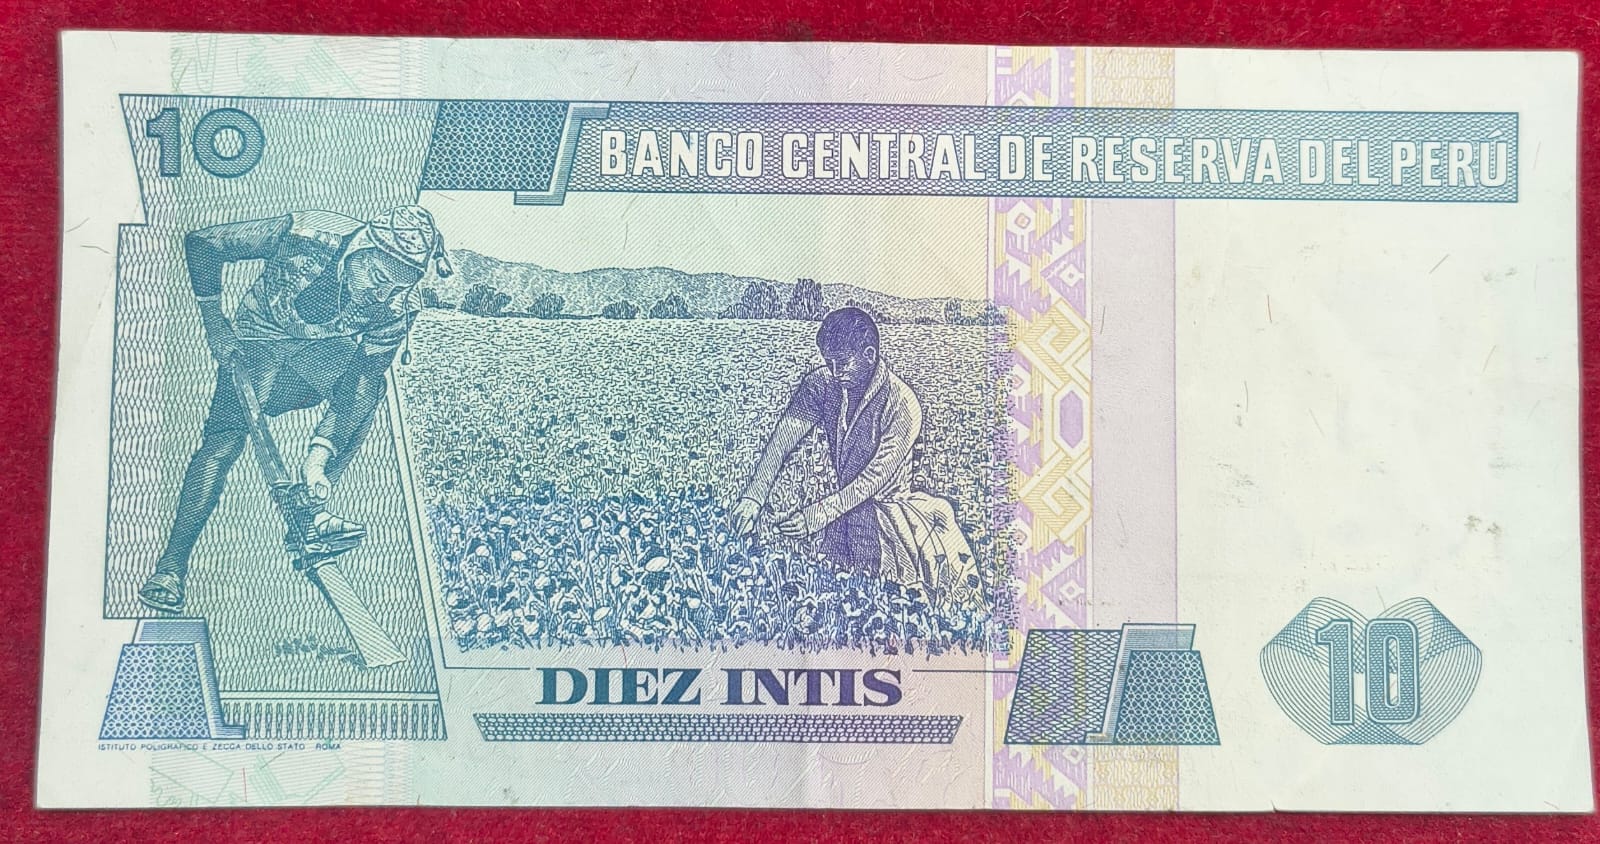 10
BANCO CENTRAL DE RESERVA DEL PERÚ
DIEZ INTIS
10
ISTITUTO POLIGRAFICO E ZECCA DELLO STATO ROMA